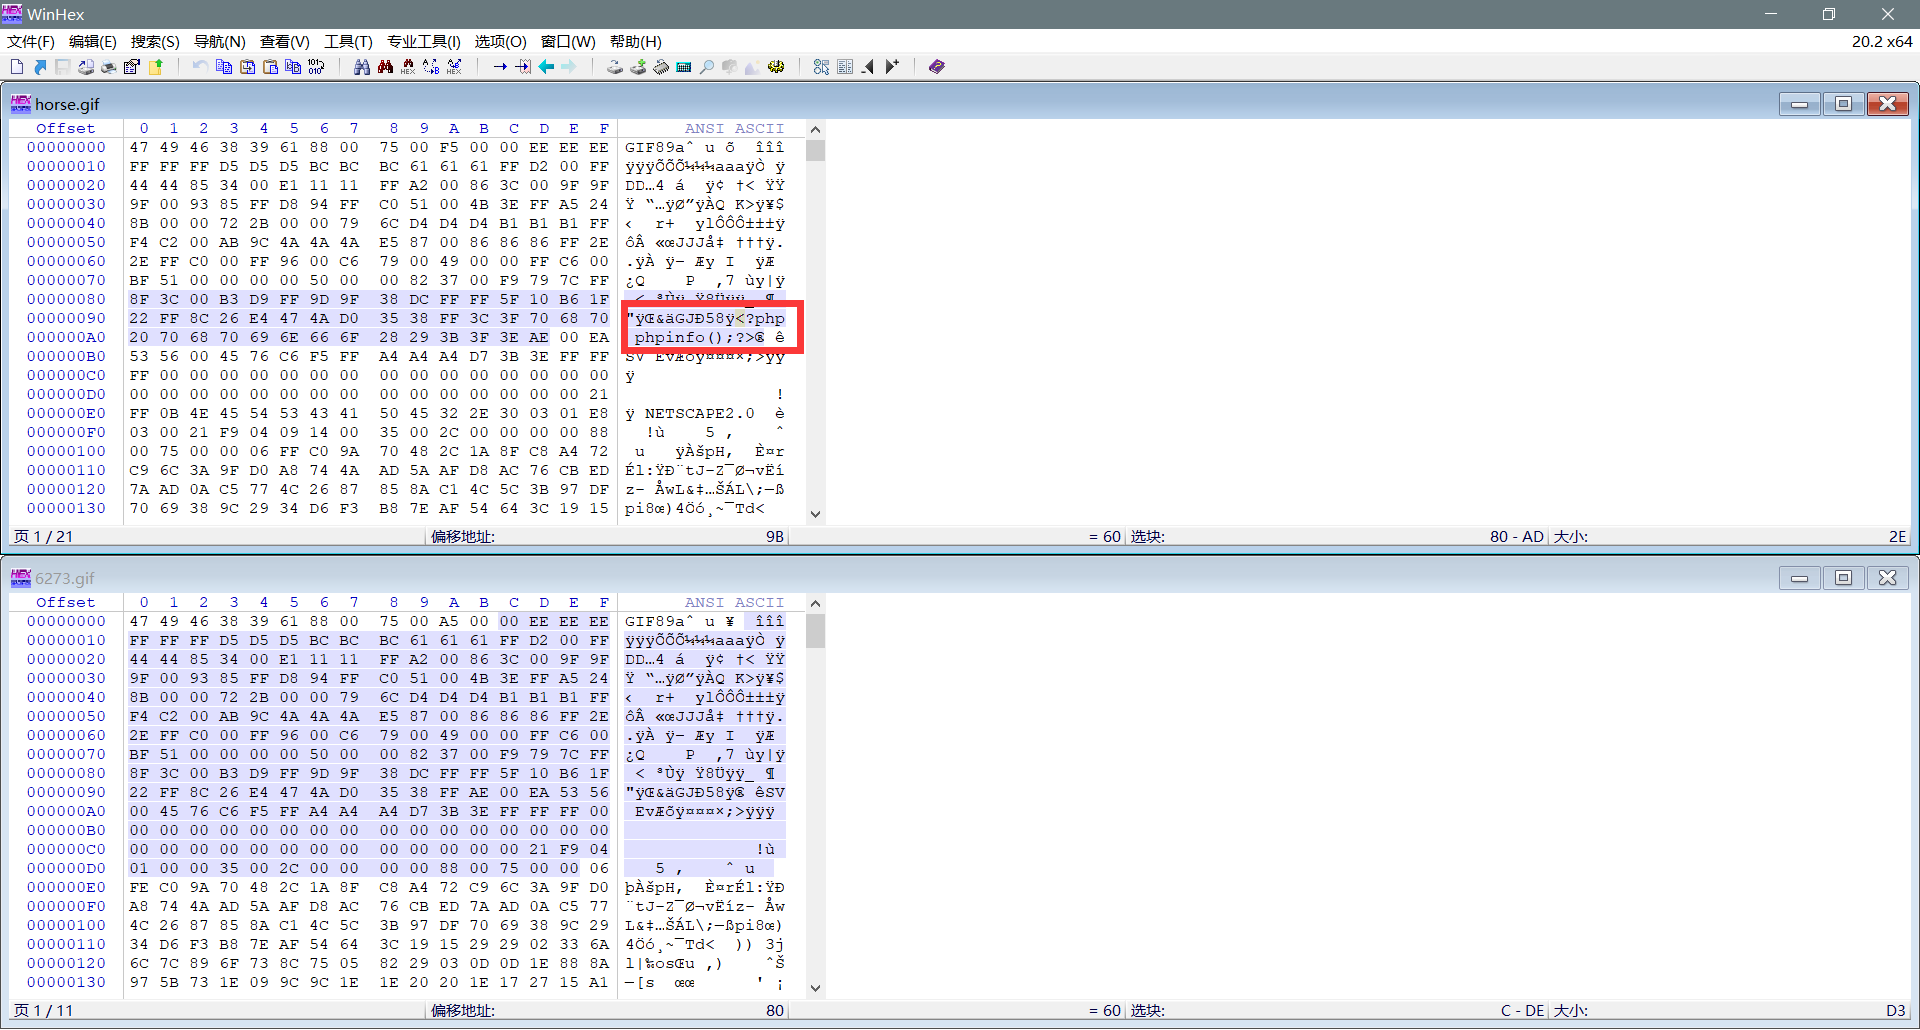 WinHex
文件(F) 编辑(E) 搜索(S) 导航(N) 查看(V) 工具(T) 专业工具(I) 选项(O) 窗口(W) 帮助(H) 20.2 x64
horse.gif
Offset 0 1 2 3 4 5 6 7 8 9 A B C D E F ANSI ASCII
00000000 47 49 46 38 39 61 88 00 75 00 F5 00 00 EE EE EE GIF89aˆ u õ îîî
00000010 FF FF FF D5 D5 D5 BC BC BC 61 61 61 FF D2 00 FF ÿÿÿÕÕÕ¼¼¼aaaÿÒ ÿ
00000020 44 44 85 34 00 E1 11 11 FF A2 00 86 3C 00 9F 9F DD…4 á ÿ¢ †< ŸŸ
00000030 9F 00 93 85 FF D8 94 FF C0 51 00 4B 3E FF A5 24 Ÿ “…ÿØ”ÿÀQ K>ÿ¥$
00000040 8B 00 00 72 2B 00 00 79 6C D4 D4 D4 B1 B1 B1 FF ‹ r+ ylÔÔÔ±±±ÿ
00000050 F4 C2 00 AB 9C 4A 4A 4A E5 87 00 86 86 86 FF 2E ôÂ «œJJJå‡ †††ÿ.
00000060 2E FF C0 00 FF 96 00 C6 79 00 49 00 00 FF C6 00 .ÿÀ ÿ– Æy I ÿÆ
00000070 BF 51 00 00 00 00 50 00 00 82 37 00 F9 79 7C FF ¿Q P ‚7 ùy|ÿ
00000080 8F 3C 00 B3 D9 FF 9D 9F 38 DC FF FF 5F 10 B6 1F < ³Ùÿ Ÿ8Üÿÿ_ ¶
00000090 22 FF 8C 26 E4 47 4A D0 35 38 FF 3C 3F 70 68 70 "ÿŒ&äGJÐ58ÿ<?php
000000A0 20 70 68 70 69 6E 66 6F 28 29 3B 3F 3E AE 00 EA phpinfo();?>® ê
000000B0 53 56 00 45 76 C6 F5 FF A4 A4 A4 D7 3B 3E FF FF SV EvÆõÿ¤¤¤×;>ÿÿ
000000C0 FF 00 00 00 00 00 00 00 00 00 00 00 00 00 00 00 ÿ
000000D0 00 00 00 00 00 00 00 00 00 00 00 00 00 00 00 21 !
000000E0 FF 0B 4E 45 54 53 43 41 50 45 32 2E 30 03 01 E8 ÿ NETSCAPE2.0 è
000000F0 03 00 21 F9 04 09 14 00 35 00 2C 00 00 00 00 88 !ù 5 , ˆ
00000100 00 75 00 00 06 FF C0 9A 70 48 2C 1A 8F C8 A4 72 u ÿÀšpH, È¤r
00000110 C9 6C 3A 9F D0 A8 74 4A AD 5A AF D8 AC 76 CB ED Él:ŸÐ¨tJ-Z¯Ø¬vËí
00000120 7A AD 0A C5 77 4C 26 87 85 8A C1 4C 5C 3B 97 DF z- ÅwL&‡…ŠÁL\;—ß
00000130 70 69 38 9C 29 34 D6 F3 B8 7E AF 54 64 3C 19 15 pi8œ)4Öó¸~¯Td<
页 1 / 21 偏移地址: 9B = 60 选块: 80 - AD 大小: 2E
6273.gif
Offset 0 1 2 3 4 5 6 7 8 9 A B C D E F ANSI ASCII
00000000 47 49 46 38 39 61 88 00 75 00 A5 00 00 EE EE EE GIF89aˆ u ¥ îîî
00000010 FF FF FF D5 D5 D5 BC BC BC 61 61 61 FF D2 00 FF ÿÿÿÕÕÕ¼¼¼aaaÿÒ ÿ
00000020 44 44 85 34 00 E1 11 11 FF A2 00 86 3C 00 9F 9F DD…4 á ÿ¢ †< ŸŸ
00000030 9F 00 93 85 FF D8 94 FF C0 51 00 4B 3E FF A5 24 Ÿ “…ÿØ”ÿÀQ K>ÿ¥$
00000040 8B 00 00 72 2B 00 00 79 6C D4 D4 D4 B1 B1 B1 FF ‹ r+ ylÔÔÔ±±±ÿ
00000050 F4 C2 00 AB 9C 4A 4A 4A E5 87 00 86 86 86 FF 2E ôÂ «œJJJå‡ †††ÿ.
00000060 2E FF C0 00 FF 96 00 C6 79 00 49 00 00 FF C6 00 .ÿÀ ÿ– Æy I ÿÆ
00000070 BF 51 00 00 00 00 50 00 00 82 37 00 F9 79 7C FF ¿Q P ‚7 ùy|ÿ
00000080 8F 3C 00 B3 D9 FF 9D 9F 38 DC FF FF 5F 10 B6 1F < ³Ùÿ Ÿ8Üÿÿ_ ¶
00000090 22 FF 8C 26 E4 47 4A D0 35 38 FF AE 00 EA 53 56 "ÿŒ&äGJÐ58ÿ® êSV
000000A0 00 45 76 C6 F5 FF A4 A4 A4 D7 3B 3E FF FF FF 00 EvÆõÿ¤¤¤×;>ÿÿÿ
000000B0 00 00 00 00 00 00 00 00 00 00 00 00 00 00 00 00
000000C0 00 00 00 00 00 00 00 00 00 00 00 00 00 21 F9 04 !ù
000000D0 01 00 00 35 00 2C 00 00 00 00 88 00 75 00 00 06 5 , ˆ u
000000E0 FE C0 9A 70 48 2C 1A 8F C8 A4 72 C9 6C 3A 9F D0 þÀšpH, È¤rÉl:ŸÐ
000000F0 A8 74 4A AD 5A AF D8 AC 76 CB ED 7A AD 0A C5 77 ¨tJ-Z¯Ø¬vËíz- Åw
00000100 4C 26 87 85 8A C1 4C 5C 3B 97 DF 70 69 38 9C 29 L&‡…ŠÁL\;—ßpi8œ)
00000110 34 D6 F3 B8 7E AF 54 64 3C 19 15 29 29 02 33 6A 4Öó¸~¯Td< )) 3j
00000120 6C 7C 89 6F 73 8C 75 05 82 29 03 0D 0D 1E 88 8A l|‰osŒu ‚) ˆŠ
00000130 97 5B 73 1E 09 9C 9C 1E 1E 20 20 1E 17 27 15 A1 —[s œœ ' ¡
页 1 / 11 偏移地址: 80 = 60 选块: C - DE 大小: D3